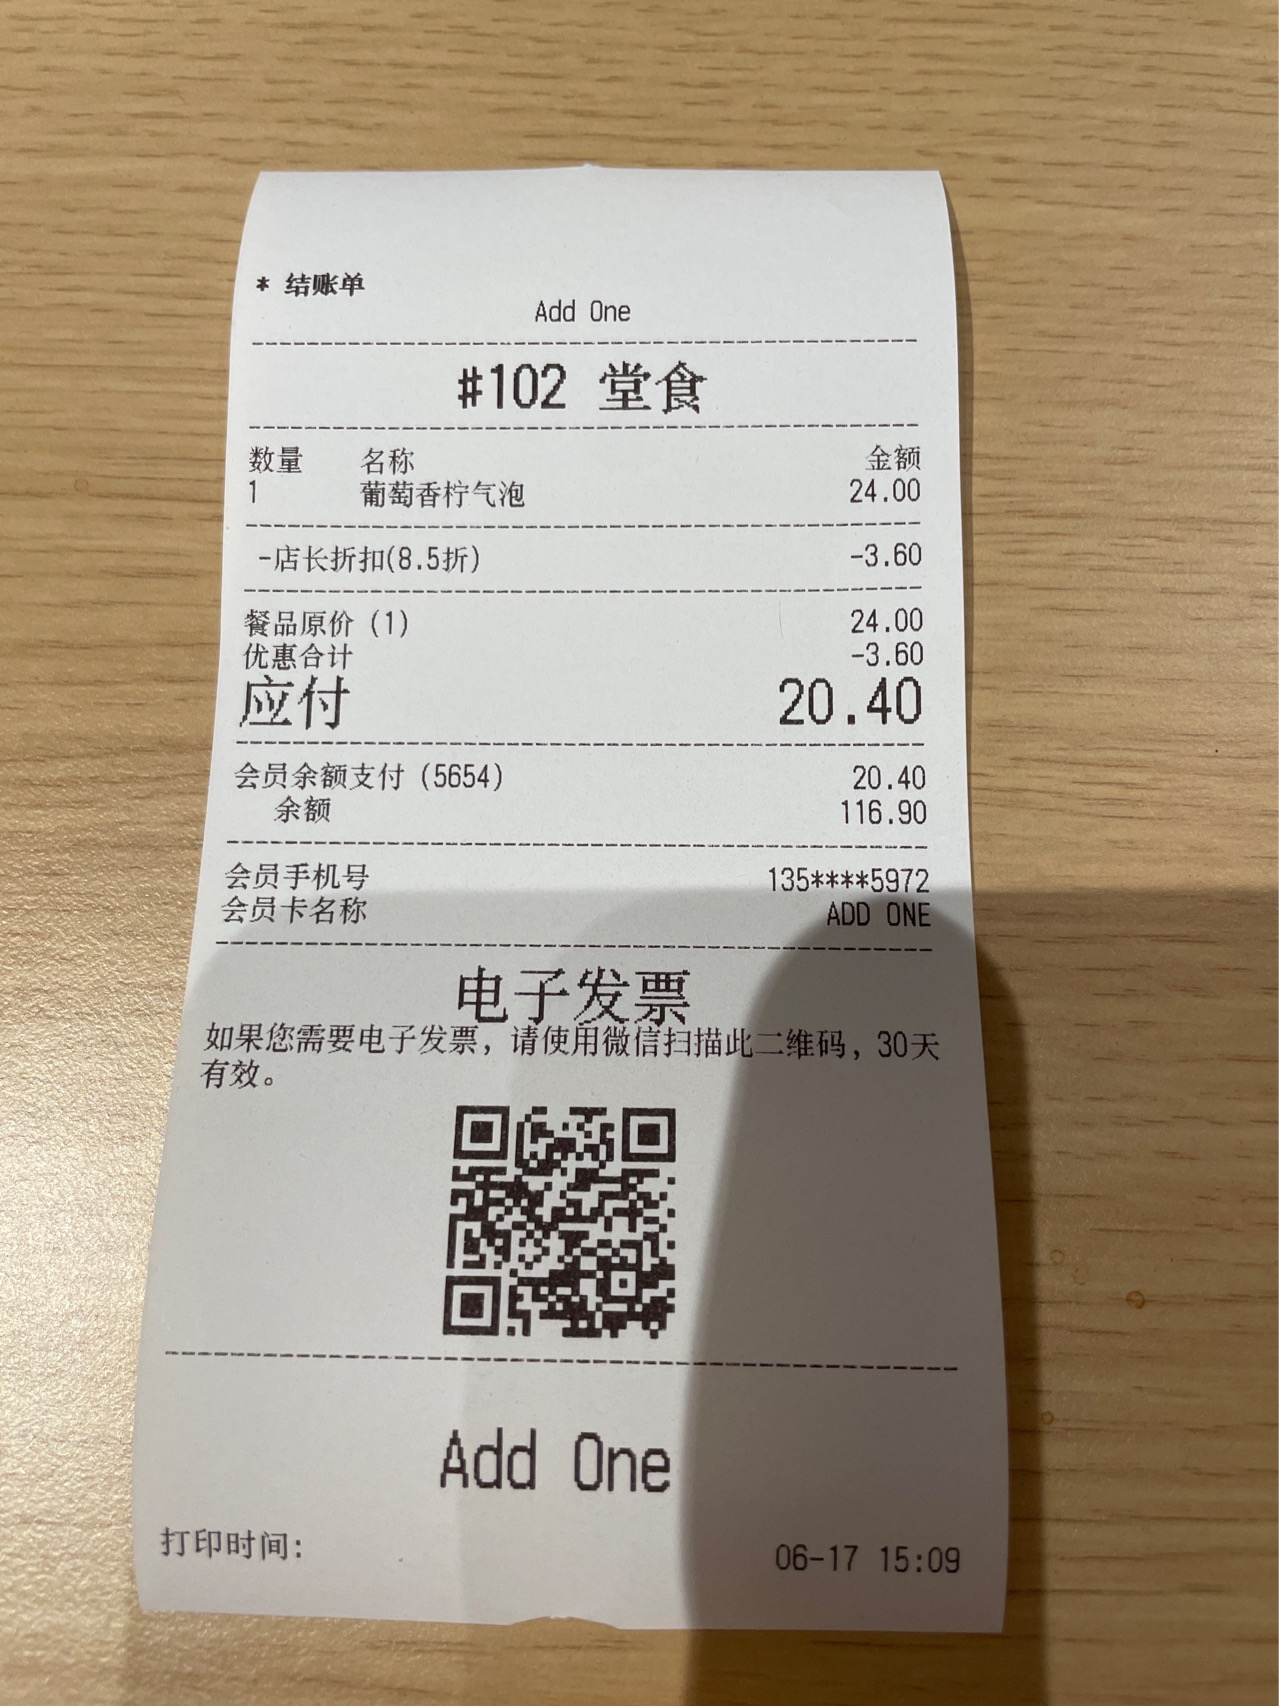 * 结账单
Add One
#102 堂食
数量 名称 金额
1 葡萄香柠气泡 24.00
-店长折扣(8.5折) -3.60
餐品原价 (1) 24.00
优惠合计 -3.60
应付 20.40
会员余额支付 (5654) 20.40
余额 116.90
会员手机号 135****5972
会员卡名称 ADD ONE
电子发票
如果您需要电子发票，请使用微信扫描此二维码，30天
有效。
Add One
打印时间: 06-17 15:09